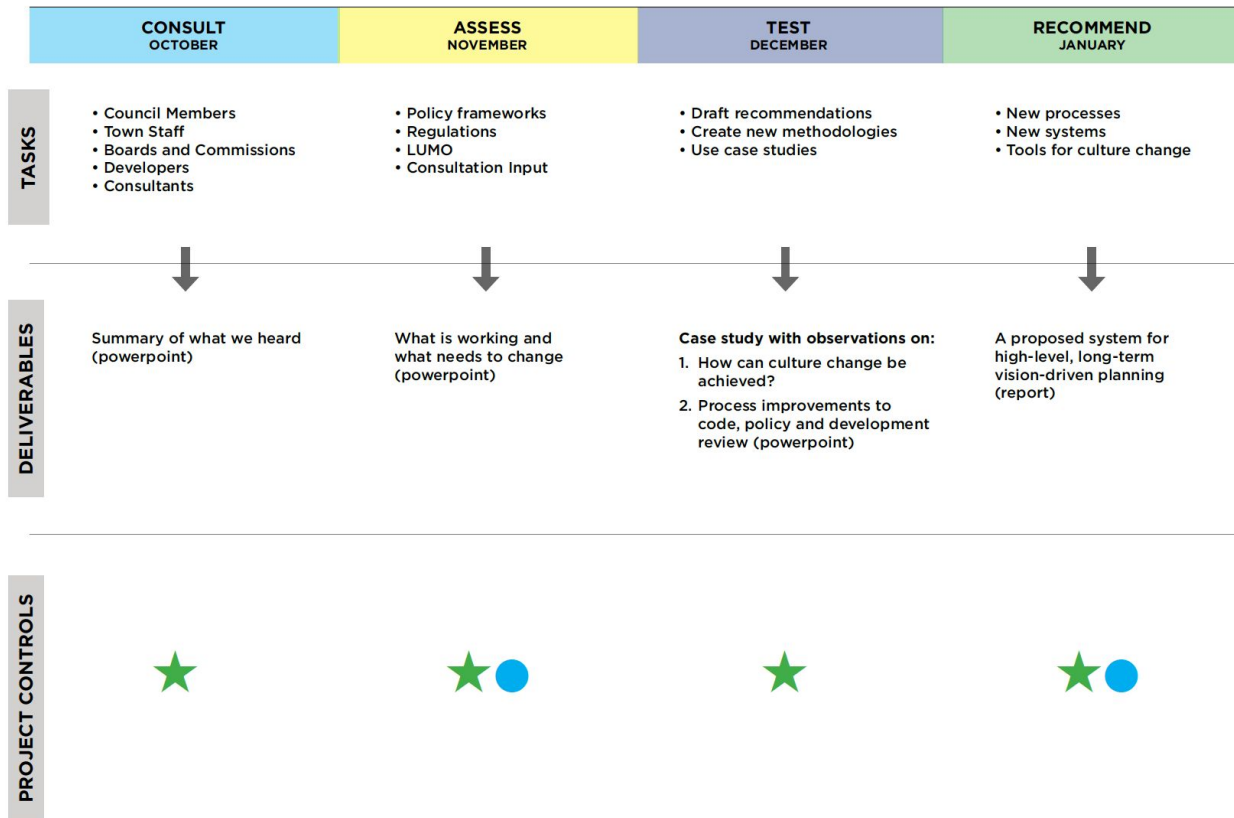 CONSULT
OCTOBER
ASSESS
NOVEMBER
TEST
DECEMBER
RECOMMEND
JANUARY
TASKS
• Council Members
• Town Staff
• Boards and Commissions
• Developers
• Consultants
• Policy frameworks
• Regulations
• LUMO
• Consultation Input
• Draft recommendations
• Create new methodologies
• Use case studies
• New processes
• New systems
• Tools for culture change
DELIVERABLES
Summary of what we heard
(powerpoint)
What is working and
what needs to change
(powerpoint)
Case study with observations on:
1. How can culture change be
achieved?
2. Process improvements to
code, policy and development
review (powerpoint)
A proposed system for
high-level, long-term
vision-driven planning
(report)
PROJECT CONTROLS